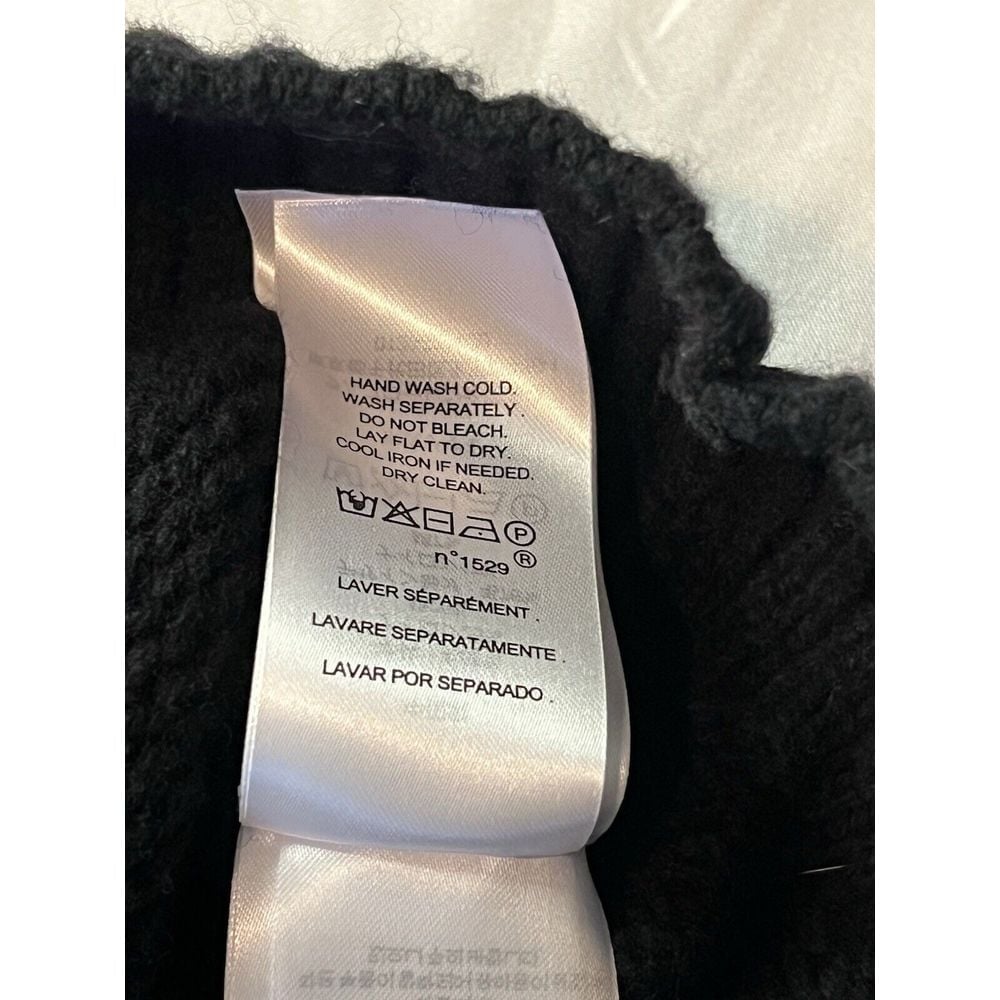 HAND WASH COLD.
WASH SEPARATELY .
DO NOT BLEACH.
LAY FLAT TO DRY.
COOL IRON IF NEEDED.
DRY CLEAN.
P
n°1529 ®
LAVER SÉPARÉMENT .
LAVARE SEPARATAMENTE .
LAVAR POR SEPARADO .